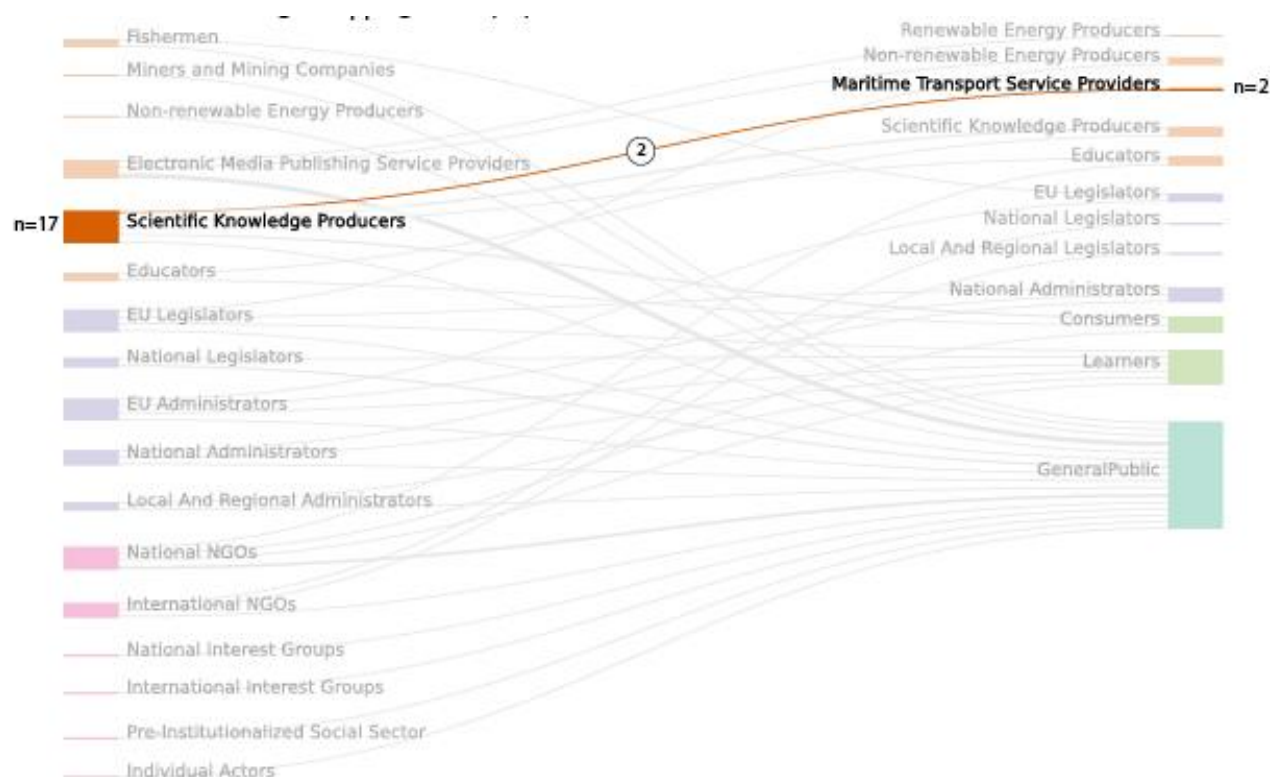 Fishermen
Miners and Mining Companies
Non-renewable Energy Producers
Electronic Media Publishing Service Providers
n=17
Scientific Knowledge Producers
Educators
EU Legislators
National Legislators
EU Administrators
National Administrators
Local And Regional Administrators
National NGOs
International NGOs
National Interest Groups
International Interest Groups
Pre-Institutionalized Social Sector
Individual Actors
2
Renewable Energy Producers
Non-renewable Energy Producers
Maritime Transport Service Providers
n=2
Scientific Knowledge Producers
Educators
EU Legislators
National Legislators
Local And Regional Legislators
National Administrators
Consumers
Learners
GeneralPublic